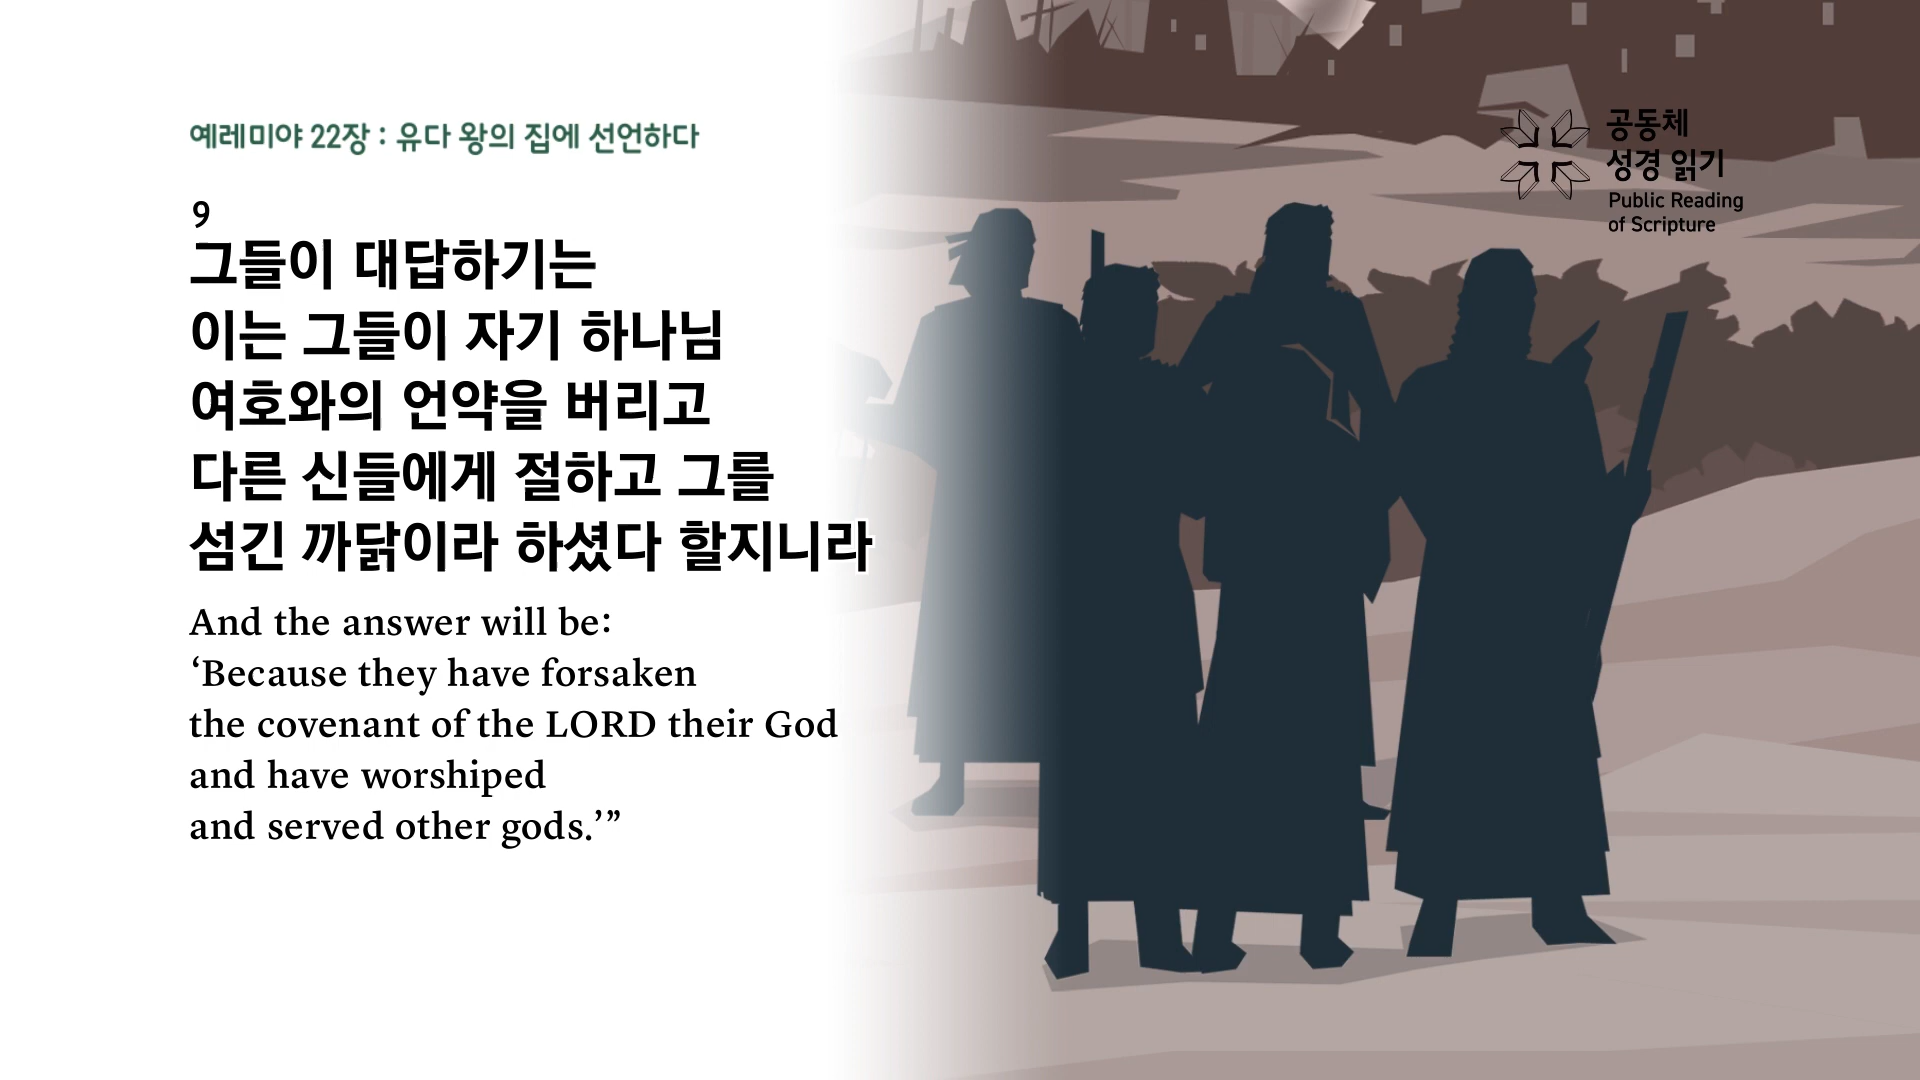 예레미야 22장 : 유다 왕의 집에 선언하다
9
그들이 대답하기는
이는 그들이 자기 하나님
여호와의 언약을 버리고
다른 신들에게 절하고 그를
섬긴 까닭이라 하셨다 할지니라
And the answer will be:
‘Because they have forsaken
the covenant of the LORD their God
and have worshiped
and served other gods.’”
공동체
성경 읽기
Public Reading
of Scripture